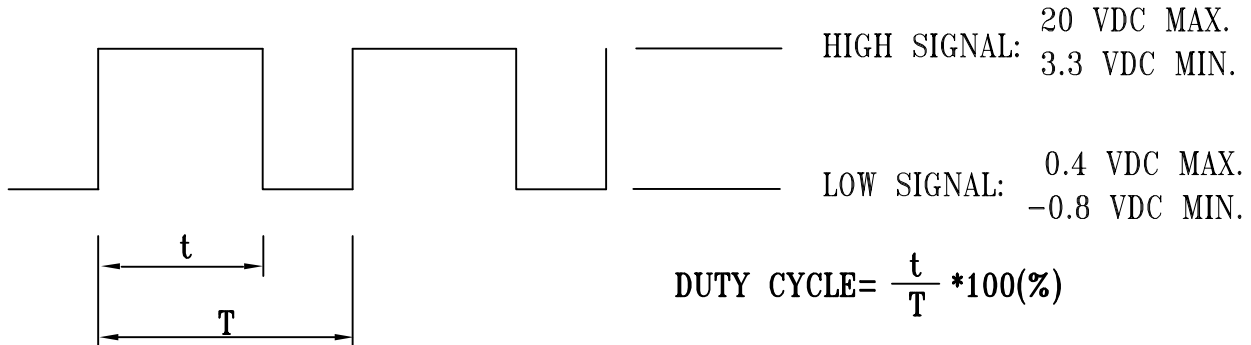 20 VDC MAX.
HIGH SIGNAL:
3.3 VDC MIN.
0.4 VDC MAX.
LOW SIGNAL:
-0.8 VDC MIN.
t
T
DUTY CYCLE= t/T *100(%)